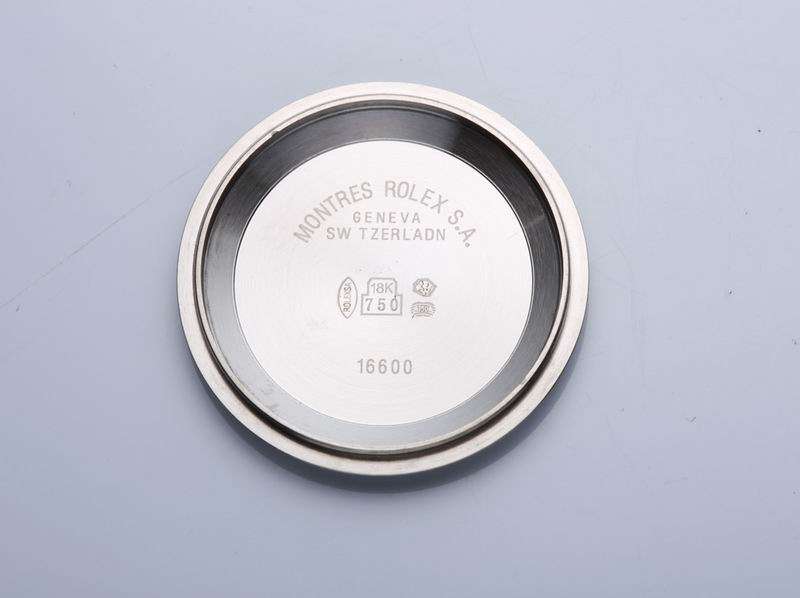 MONTRES ROLEX S.A.
GENEVA
SW TZERLADN
18K
750
16600